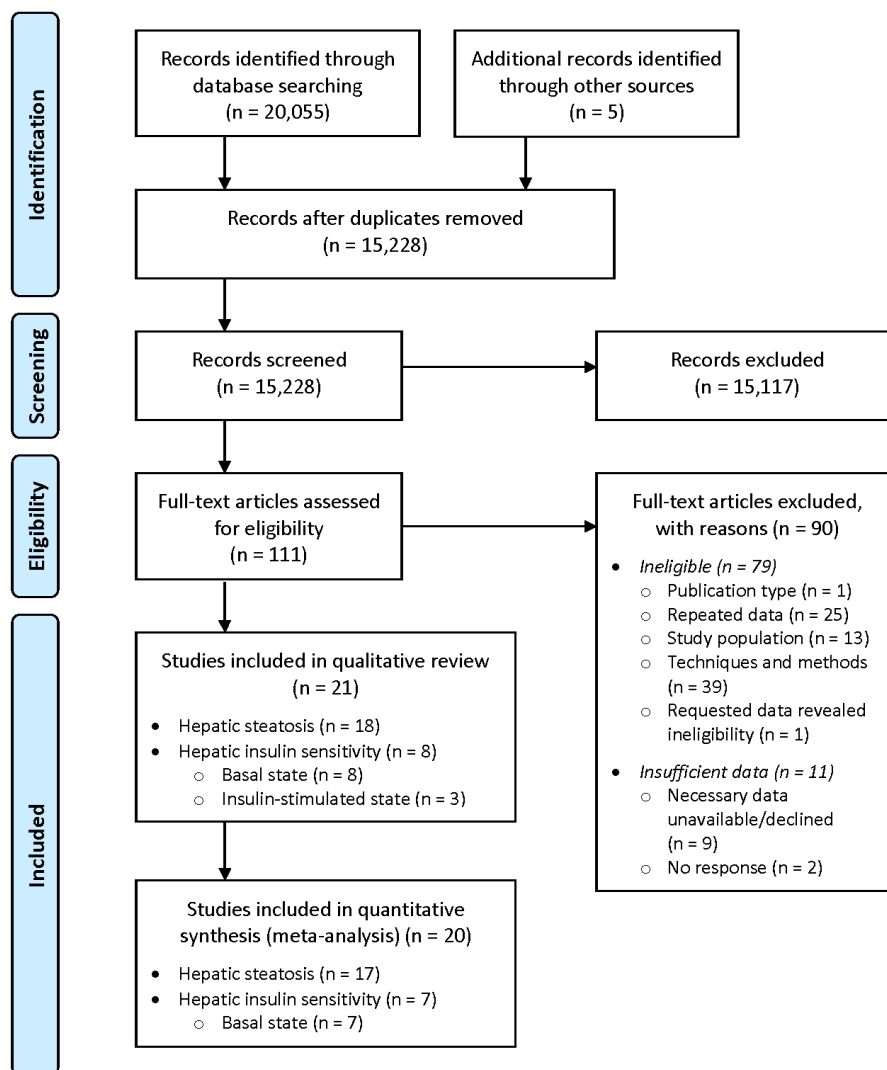 Identification
Records identified through
database searching
(n = 20,055)
Additional records identified
through other sources
(n = 5)
Records after duplicates removed
(n = 15,228)
Screening
Records screened
(n = 15,228)
Records excluded
(n = 15,117)
Eligibility
Full-text articles assessed
for eligibility
(n = 111)
Full-text articles excluded,
with reasons (n = 90)
• Ineligible (n = 79)
o Publication type (n = 1)
o Repeated data (n = 25)
o Study population (n = 13)
o Techniques and methods
(n = 39)
o Requested data revealed
ineligibility (n = 1)
• Insufficient data (n = 11)
o Necessary data
unavailable/declined
(n = 9)
o No response (n = 2)
Included
Studies included in qualitative review
(n = 21)
• Hepatic steatosis (n = 18)
• Hepatic insulin sensitivity (n = 8)
o Basal state (n = 8)
o Insulin-stimulated state (n = 3)
Studies included in quantitative
synthesis (meta-analysis) (n = 20)
• Hepatic steatosis (n = 17)
• Hepatic insulin sensitivity (n = 7)
o Basal state (n = 7)